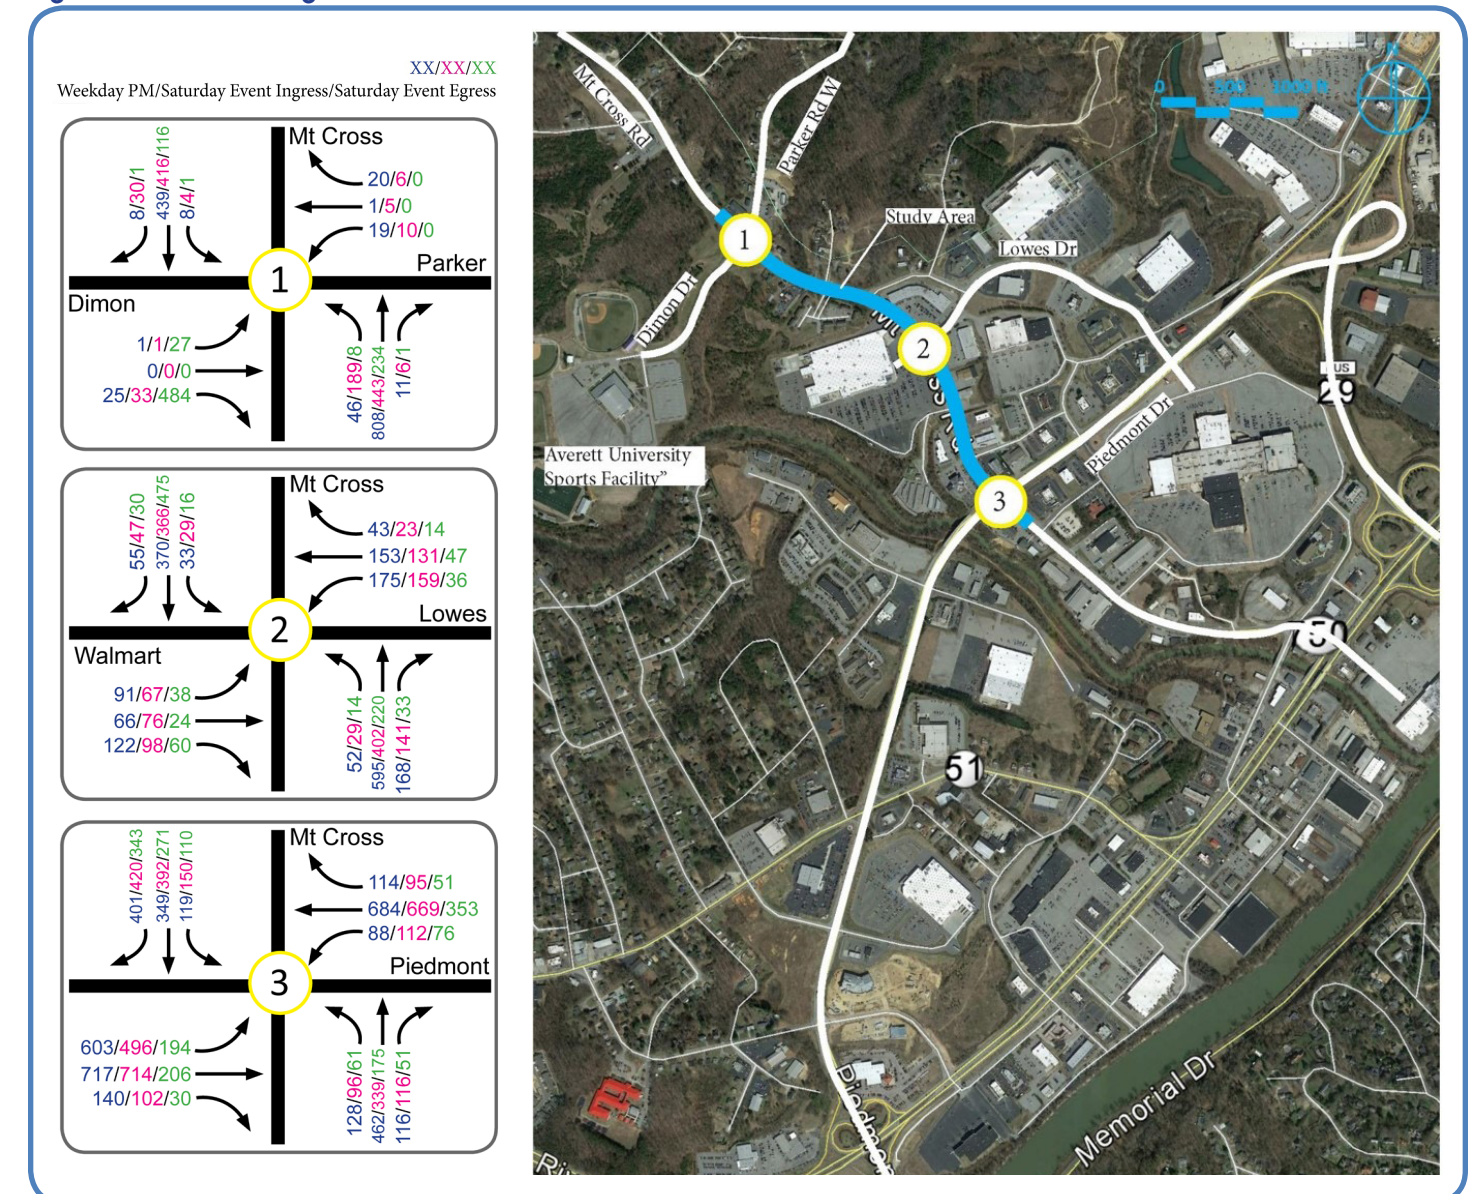 XX/XX/XX
Weekday PM/Saturday Event Ingress/Saturday Event Egress
Mt Cross
8/30/1
439/416/116
8/4/1
20/6/0
1/5/0
19/10/0
1
Parker
Dimon
1/1/27
0/0/0
25/33/484
46/189/8
808/443/234
11/6/1
Mt Cross
55/47/30
370/366/475
33/29/16
43/23/14
153/131/47
175/159/36
2
Lowes
Walmart
91/67/38
66/76/24
122/98/60
52/29/14
595/402/220
168/141/33
Mt Cross
401/420/343
349/392/271
119/150/110
114/95/51
684/669/353
88/112/76
3
Piedmont
603/496/194
717/714/206
140/102/30
128/96/61
462/339/175
116/116/51
Mt Cross Rd
Parker Rd W
N
0 500 1000 ft
1
Study Area
Lowes Dr
Dimon Dr
Mt
2
US
29
Piedmont Dr
Averett University
Sports Facility”
3
50
51
Memorial Dr